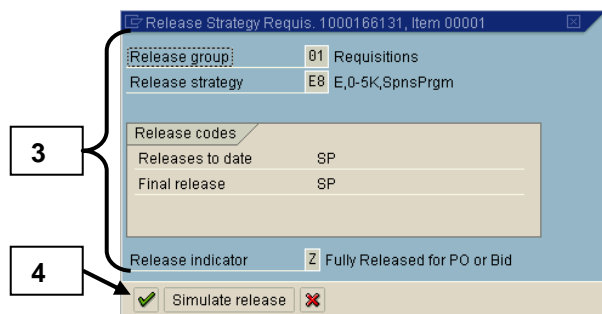 Release Strategy Requis. 1000166131, Item 00001
Release group 01 Requisitions
Release strategy E8 E,0-5K,SpnsPrgm
Release codes
3
Releases to date SP
Final release SP
Release indicator Z Fully Released for PO or Bid
4
Simulate release